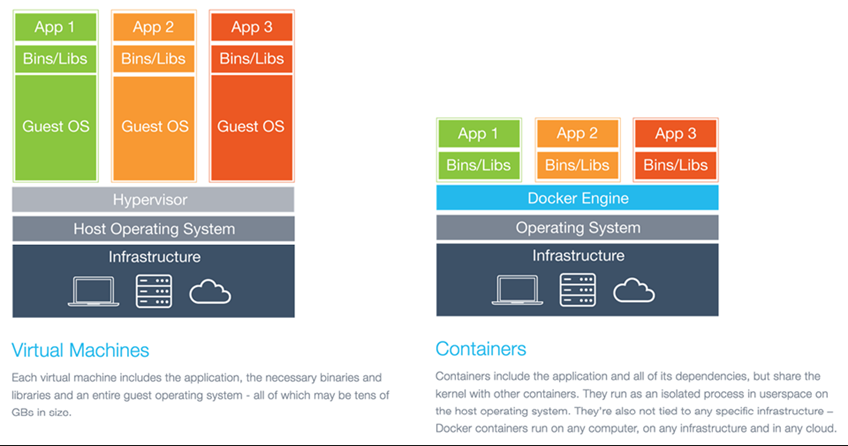 App 1 App 2 App 3
Bins/Libs Bins/Libs Bins/Libs
Guest OS Guest OS Guest OS
Hypervisor
Host Operating System
Infrastructure
Virtual Machines
Each virtual machine includes the application, the necessary binaries and
libraries and an entire guest operating system - all of which may be tens of
GBs in size.
App 1 App 2 App 3
Bins/Libs Bins/Libs Bins/Libs
Docker Engine
Operating System
Infrastructure
Containers
Containers include the application and all of its dependencies, but share the
kernel with other containers. They run as an isolated process in userspace on
the host operating system. They're also not tied to any specific infrastructure –
Docker containers run on any computer, on any infrastructure and in any cloud.